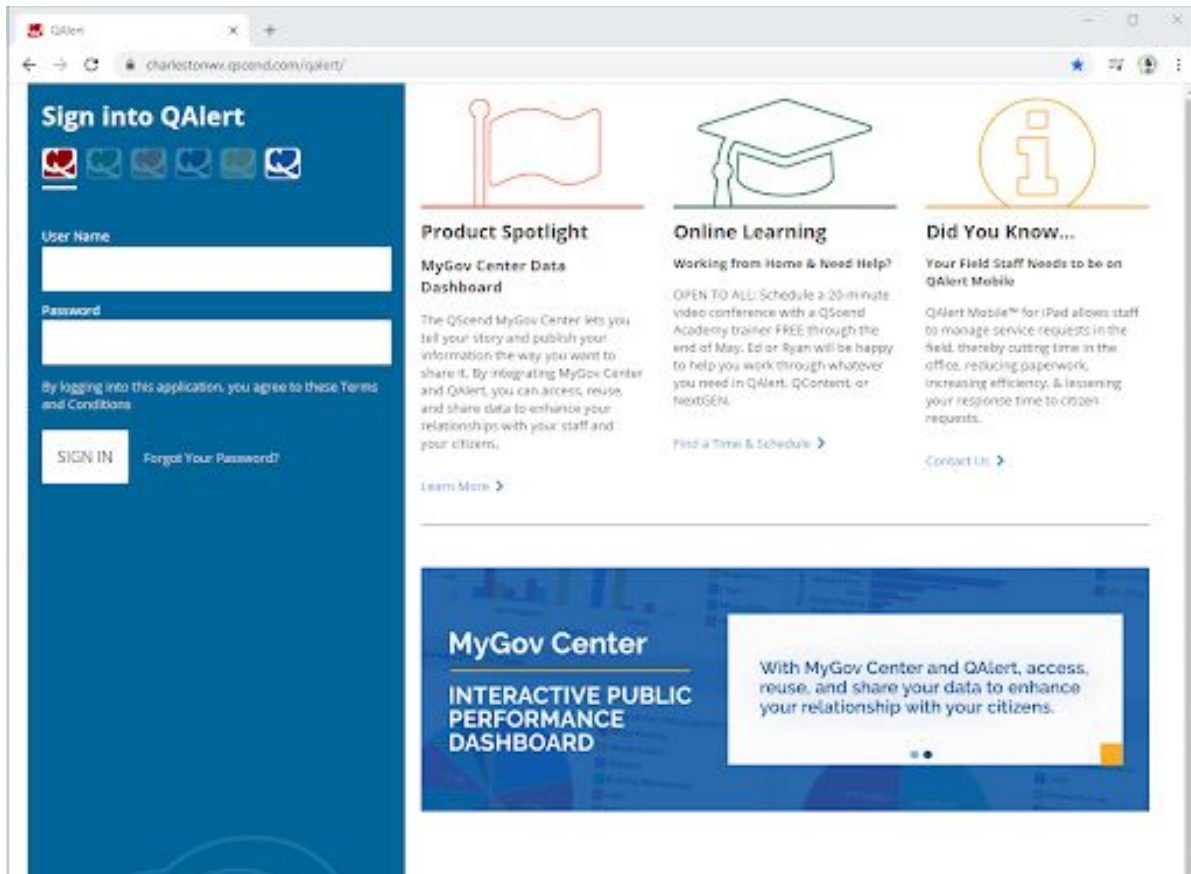 QAlert
charlestonwv.qscend.com/qalert/
Sign into QAlert
User Name
Password
By logging into this application, you agree to these Terms
and Conditions
SIGN IN
Forgot Your Password?
Product Spotlight
MyGov Center Data
Dashboard
The QScend MyGov Center lets you
tell your story and publish your
information the way you want to
share it. By integrating MyGov Center
and QAlert, you can access, reuse,
and share data to enhance your
relationships with your staff and
your citizens.
Learn More
Online Learning
Working from Home & Need Help?
OPEN TO ALL: Schedule a 20-minute
video conference with a QScend
Academy trainer FREE through the
end of May. Ed or Ryan will be happy
to help you work through whatever
you need in QAlert, QContent, or
NextGEN.
Find a Time & Schedule
Did You Know...
Your Field Staff Needs to be on
QAlert Mobile
QAlert Mobile™ for iPad allows staff
to manage service requests in the
field, thereby cutting time in the
office, reducing paperwork,
increasing efficiency, & lessening
your response time to citizen
requests.
Contact Us
MyGov Center
INTERACTIVE PUBLIC
PERFORMANCE
DASHBOARD
With MyGov Center and QAlert, access,
reuse, and share your data to enhance
your relationship with your citizens.